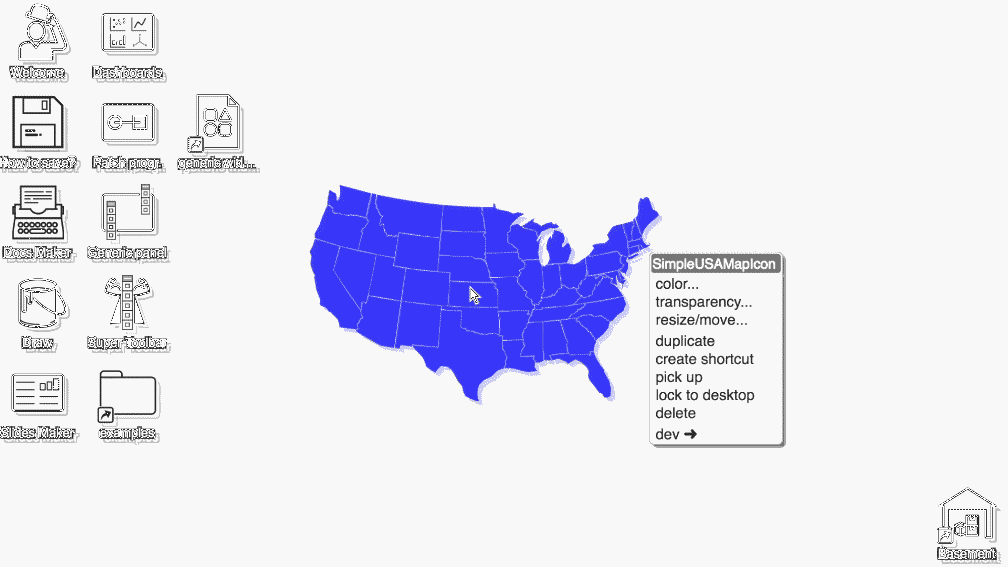 Welcome
Dashboards
How to save?
Patch progr.
generic wid...
Docs Maker
Generic panel
Draw
Super Toolbar
Slides Maker
examples
SimpleUSAMapIcon
color...
transparency...
resize/move...
duplicate
create shortcut
pick up
lock to desktop
delete
dev ➜
Basement